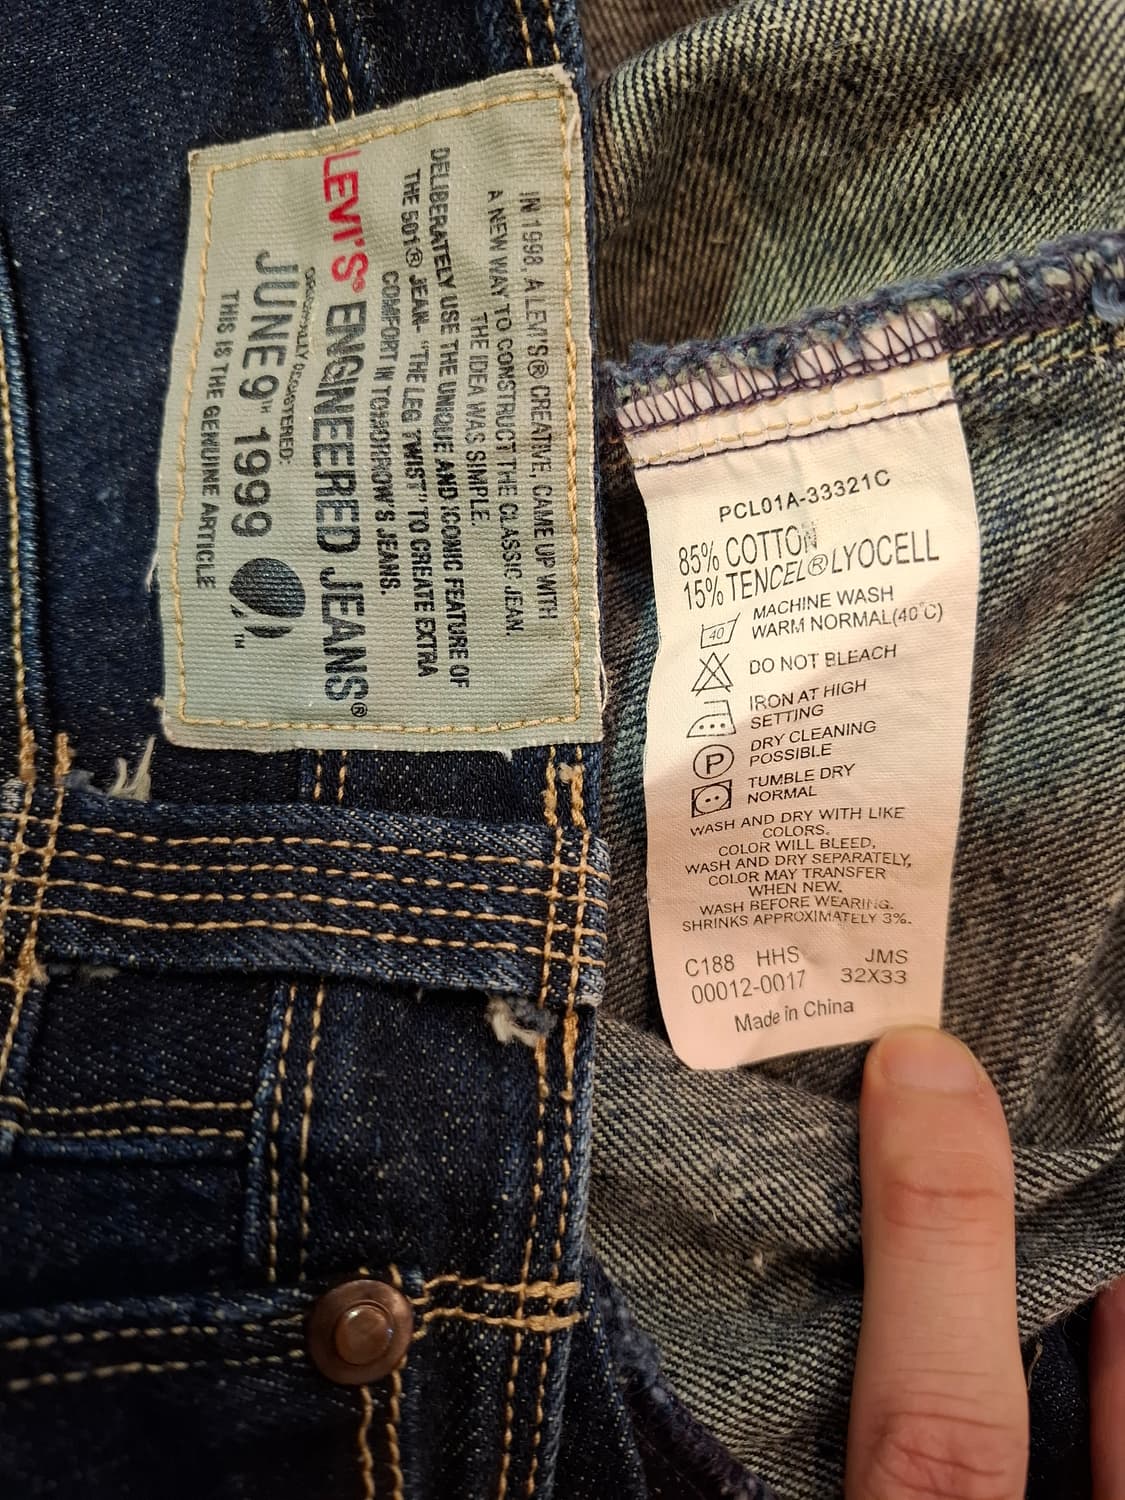 IN 1998, A LEVI'S® CREATIVE, CAME UP WITH
A NEW WAY TO CONSTRUCT THE CLASSIC JEAN.
THE IDEA WAS SIMPLE.
DELIBERATELY USE THE UNIQUE AND ICONIC FEATURE OF
THE 501® JEAN- "THE LEG TWIST" TO CREATE EXTRA
COMFORT IN TOMORROW'S JEANS.
LEVI'S® ENGINEERED JEANS®
ORIGINALLY REGISTERED:
JUNE 9TH 1999
TM
THIS IS THE GENUINE ARTICLE
PCL01A-33321C
85% COTTON
15% TENCEL® LYOCELL
40
MACHINE WASH
WARM NORMAL(40°C)
DO NOT BLEACH
IRON AT HIGH
SETTING
P
DRY CLEANING
POSSIBLE
TUMBLE DRY
NORMAL
WASH AND DRY WITH LIKE
COLORS.
COLOR WILL BLEED,
WASH AND DRY SEPARATELY,
COLOR MAY TRANSFER
WHEN NEW.
WASH BEFORE WEARING.
SHRINKS APPROXIMATELY 3%.
C188 HHS JMS
00012-0017 32X33
Made in China